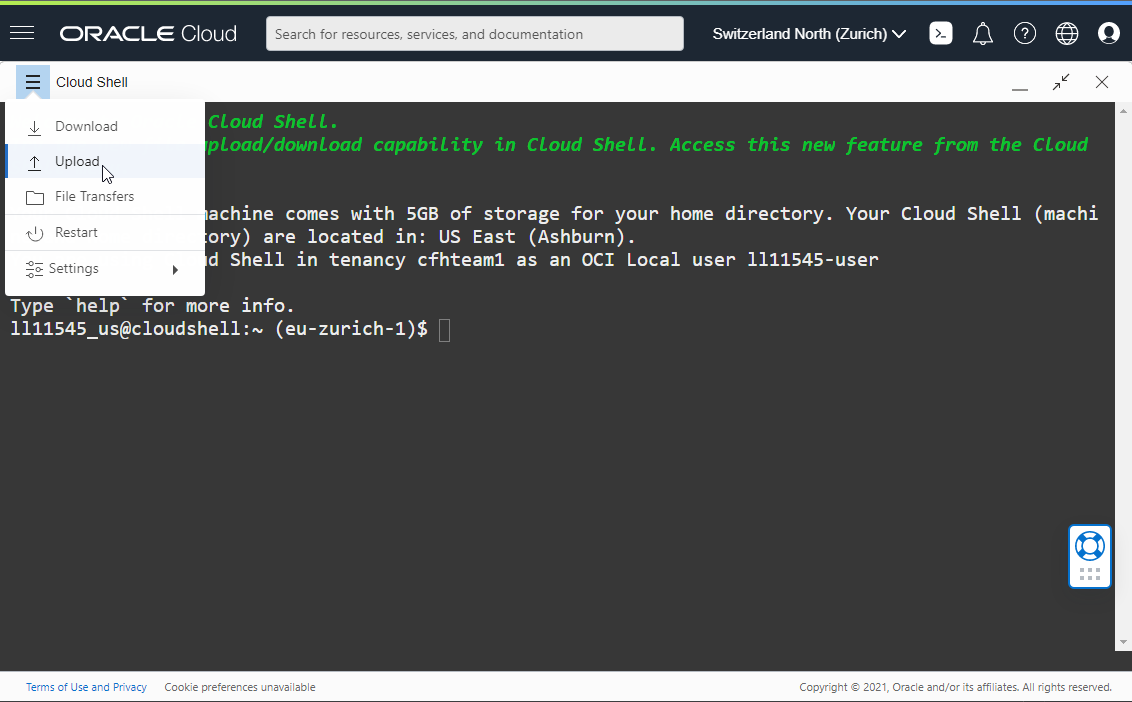 ORACLE Cloud
Search for resources, services, and documentation
Switzerland North (Zurich)
Cloud Shell
Download
Upload
File Transfers
Restart
Settings
Cloud Shell.
pload/download capability in Cloud Shell. Access this new feature from the Cloud
machine comes with 5GB of storage for your home directory. Your Cloud Shell (machi
tory) are located in: US East (Ashburn).
d Shell in tenancy cfhteam1 as an OCI Local user ll11545-user
Type `help` for more info.
ll11545_us@cloudshell:~ (eu-zurich-1)$
Terms of Use and Privacy
Cookie preferences unavailable
Copyright © 2021, Oracle and/or its affiliates. All rights reserved.